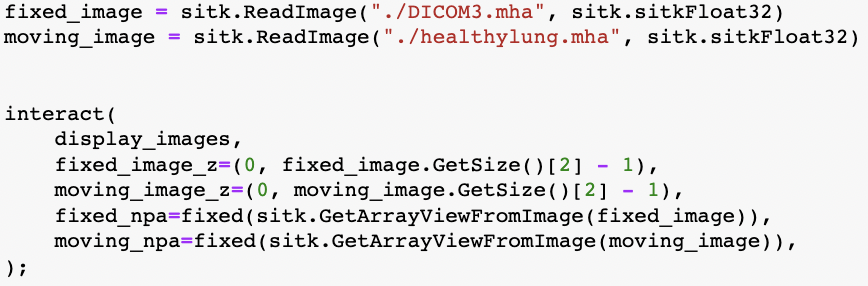 fixed_image = sitk.ReadImage("./DICOM3.mha", sitk.sitkFloat32)
moving_image = sitk.ReadImage("./healthylung.mha", sitk.sitkFloat32)
interact(
    display_images,
    fixed_image_z=(0, fixed_image.GetSize()[2] - 1),
    moving_image_z=(0, moving_image.GetSize()[2] - 1),
    fixed_npa=fixed(sitk.GetArrayViewFromImage(fixed_image)),
    moving_npa=fixed(sitk.GetArrayViewFromImage(moving_image)),
);